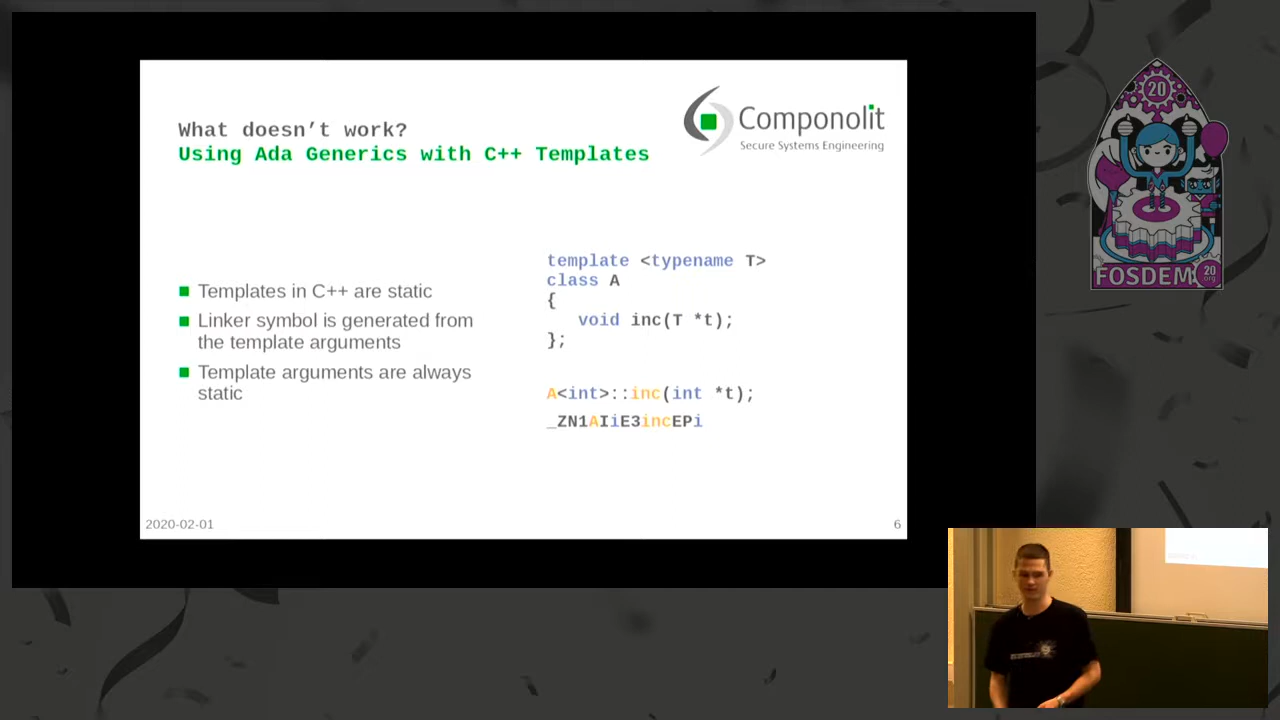 What doesn't work?
Using Ada Generics with C++ Templates
Componolit
Secure Systems Engineering
Templates in C++ are static
Linker symbol is generated from
the template arguments
Template arguments are always
static
template <typename T>
class A
{
void inc(T *t);
};
A<int>::inc(int *t);
_ZN1AIiE3incEPi
2020-02-01
6
20
FOSDEM
20
.org